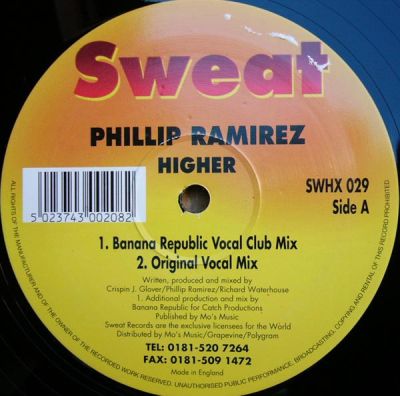 Sweat
PHILLIP RAMIREZ
HIGHER
SWHX 029
Side A
5 023743 002082
1. Banana Republic Vocal Club Mix
2. Original Vocal Mix
Written, produced and mixed by
Crispin J. Glover/Phillip Ramirez/Richard Waterhouse
1. Additional production and mix by
Banana Republic for Catch Productions
Published by Mo's Music
Sweat Records are the exclusive licensees for the World
Distributed by Mo's Music/Grapevine/Polygram
TEL: 0181-520 7264
FAX: 0181-509 1472
Made in England
ALL RIGHTS OF THE MANUFACTURER AND OF THE OWNER OF THE RECORDED WORK RESERVED. UNAUTHORISED PUBLIC PERFORMANCE, BROADCASTING, COPYING AND RENTAL OF THIS RECORD PROHIBITED.